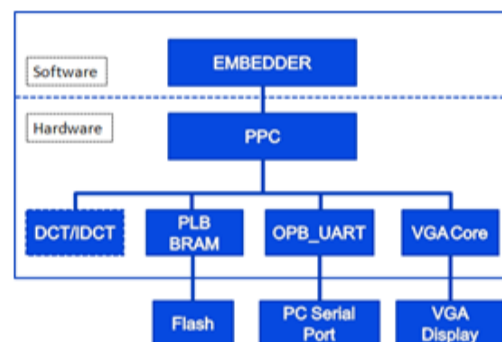 Software
EMBEDDER
Hardware
PPC
DCT/IDCT
PLB
BRAM
OPB_UART
VGA Core
Flash
PC Serial
Port
VGA
Display